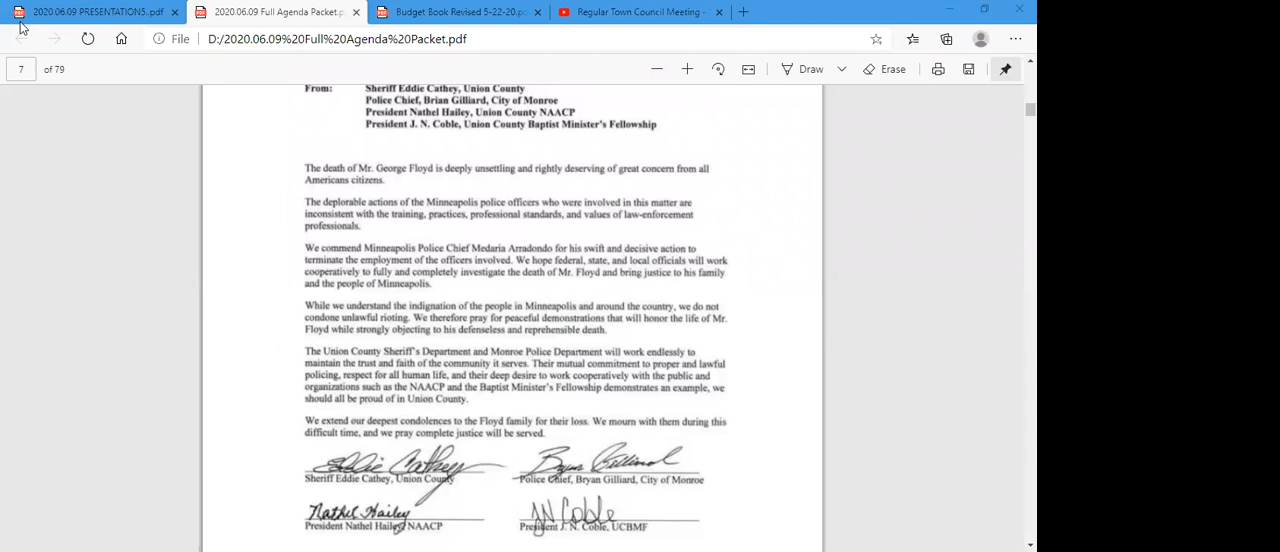 2020.06.09 PRESENTATION5.pdf
2020.06.09 Full Agenda Packet.p
Budget Book Revised 5-22-20.p
Regular Town Council Meeting -
File D:/2020.06.09%20Full%20Agenda%20Packet.pdf
7 of 79 Draw Erase
From: Sheriff Eddie Cathey, Union County
Police Chief, Brian Gilliard, City of Monroe
President Nathel Hailey, Union County NAACP
President J. N. Coble, Union County Baptist Minister's Fellowship
The death of Mr. George Floyd is deeply unsettling and rightly deserving of great concern from all
Americans citizens.
The deplorable actions of the Minneapolis police officers who were involved in this matter are
inconsistent with the training, practices, professional standards, and values of law-enforcement
professionals.
We commend Minneapolis Police Chief Medaria Arradondo for his swift and decisive action to
terminate the employment of the officers involved. We hope federal, state, and local officials will work
cooperatively to fully and completely investigate the death of Mr. Floyd and bring justice to his family
and the people of Minneapolis.
While we understand the indignation of the people in Minneapolis and around the country, we do not
condone unlawful rioting. We therefore pray for peaceful demonstrations that will honor the life of Mr.
Floyd while strongly objecting to his defenseless and reprehensible death.
The Union County Sheriff's Department and Monroe Police Department will work endlessly to
maintain the trust and faith of the community it serves. Their mutual commitment to proper and lawful
policing, respect for all human life, and their deep desire to work cooperatively with the public and
organizations such as the NAACP and the Baptist Minister's Fellowship demonstrates an example, we
should all be proud of in Union County.
We extend our deepest condolences to the Floyd family for their loss. We mourn with them during this
difficult time, and we pray complete justice will be served.
Eddie Cathey
Sheriff Eddie Cathey, Union County Police Chief, Bryan Gilliard, City of Monroe
Nathel Hailey JN Coble
President Nathel Hailey, NAACP President J. N. Coble, UCBMF